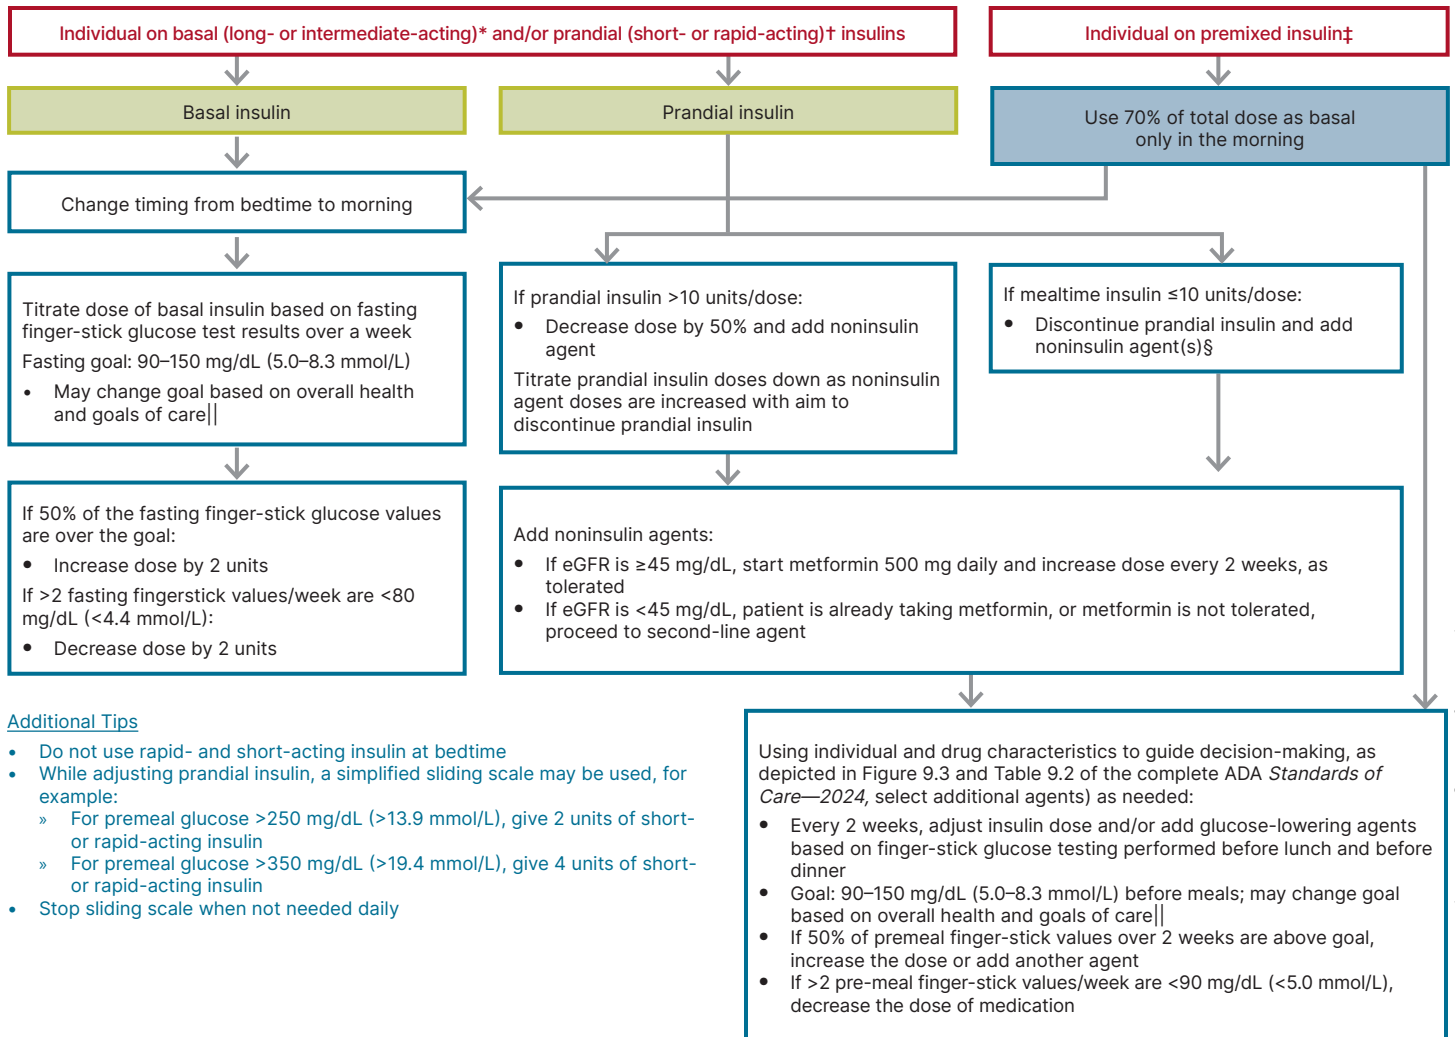 Individual on basal (long- or intermediate-acting)* and/or prandial (short- or rapid-acting)† insulins
Individual on premixed insulin‡
Basal insulin
Prandial insulin
Use 70% of total dose as basal
only in the morning
Change timing from bedtime to morning
Titrate dose of basal insulin based on fasting
finger-stick glucose test results over a week
Fasting goal: 90–150 mg/dL (5.0–8.3 mmol/L)
• May change goal based on overall health
and goals of care||
If prandial insulin >10 units/dose:
• Decrease dose by 50% and add noninsulin
agent
Titrate prandial insulin doses down as noninsulin
agent doses are increased with aim to
discontinue prandial insulin
If mealtime insulin ≤10 units/dose:
• Discontinue prandial insulin and add
noninsulin agent(s)§
If 50% of the fasting finger-stick glucose values
are over the goal:
• Increase dose by 2 units
If >2 fasting fingerstick values/week are <80
mg/dL (<4.4 mmol/L):
• Decrease dose by 2 units
Add noninsulin agents:
• If eGFR is ≥45 mg/dL, start metformin 500 mg daily and increase dose every 2 weeks, as
tolerated
• If eGFR is <45 mg/dL, patient is already taking metformin, or metformin is not tolerated,
proceed to second-line agent
Additional Tips
• Do not use rapid- and short-acting insulin at bedtime
• While adjusting prandial insulin, a simplified sliding scale may be used, for
example:
» For premeal glucose >250 mg/dL (>13.9 mmol/L), give 2 units of short-
or rapid-acting insulin
» For premeal glucose >350 mg/dL (>19.4 mmol/L), give 4 units of short-
or rapid-acting insulin
• Stop sliding scale when not needed daily
Using individual and drug characteristics to guide decision-making, as
depicted in Figure 9.3 and Table 9.2 of the complete ADA Standards of
Care—2024, select additional agents) as needed:
• Every 2 weeks, adjust insulin dose and/or add glucose-lowering agents
based on finger-stick glucose testing performed before lunch and before
dinner
• Goal: 90–150 mg/dL (5.0–8.3 mmol/L) before meals; may change goal
based on overall health and goals of care||
• If 50% of premeal finger-stick values over 2 weeks are above goal,
increase the dose or add another agent
• If >2 pre-meal finger-stick values/week are <90 mg/dL (<5.0 mmol/L),
decrease the dose of medication